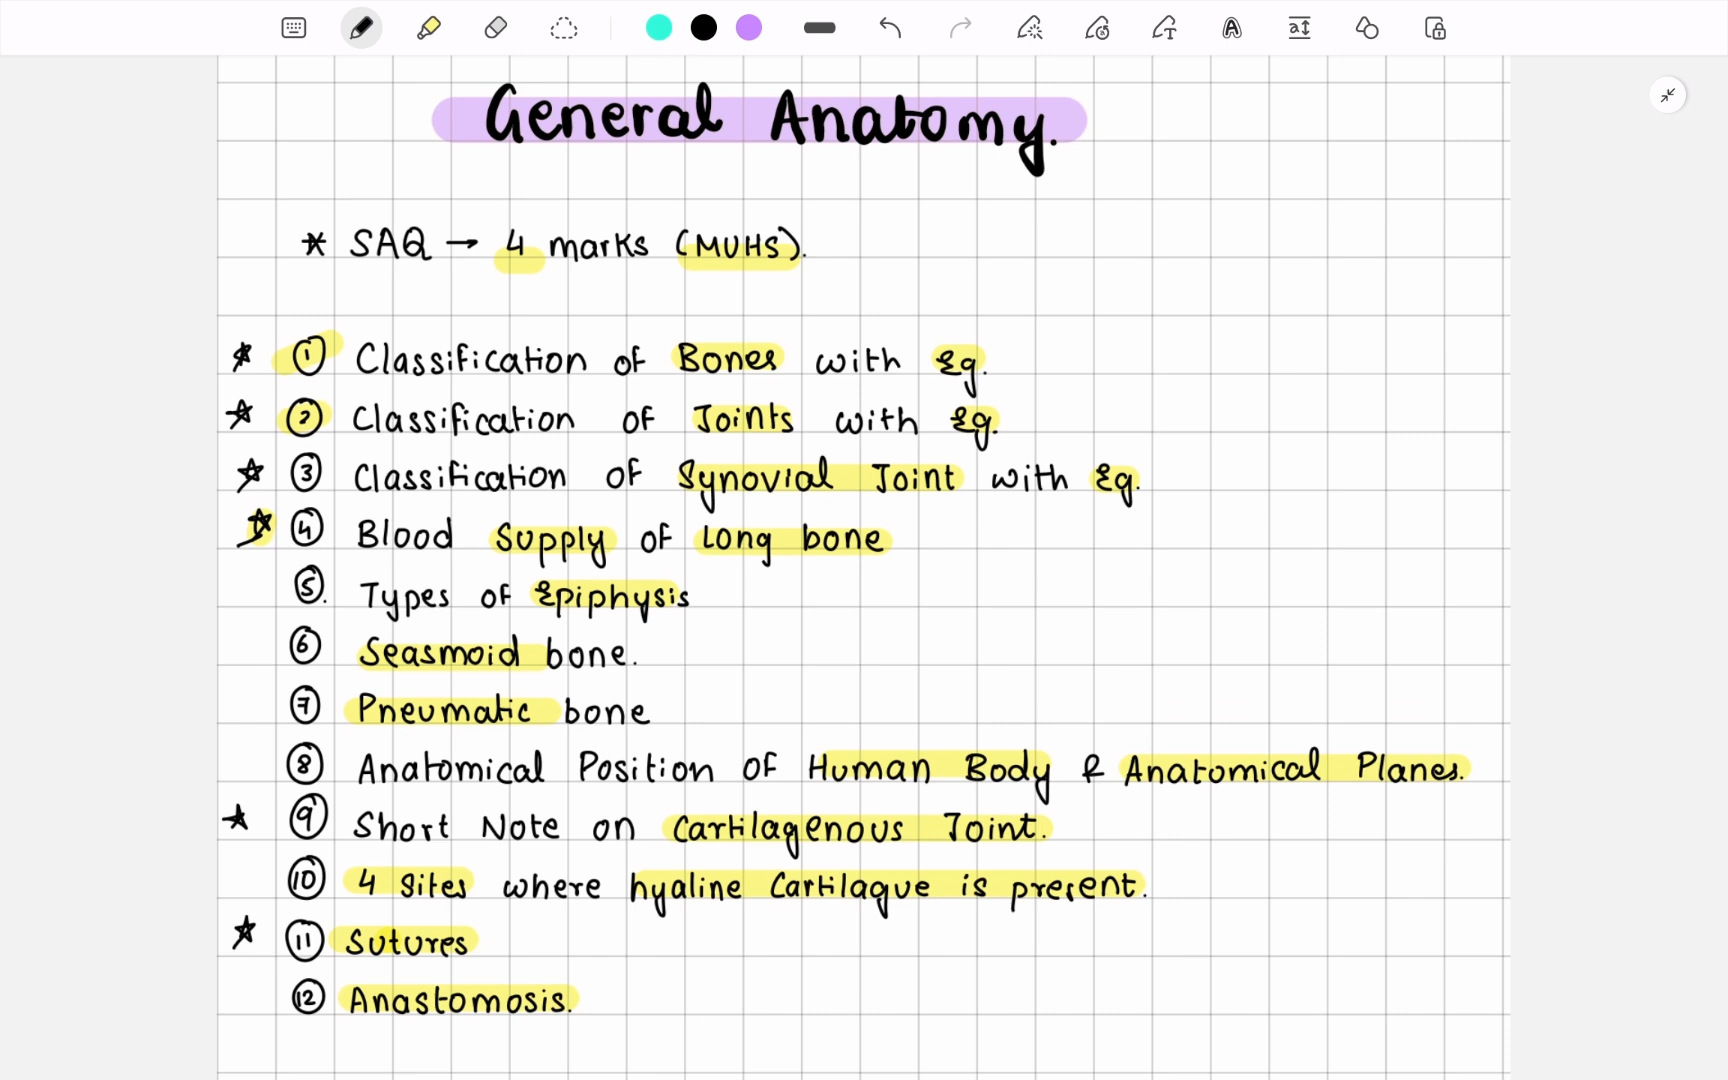 General Anatomy.
* SAQ → 4 marks (MUHS).
☆ ① Classification of Bones with Eg.
☆ ② Classification of Joints with Eg.
☆ ③ Classification of Synovial Joint with Eg.
☆ ④ Blood Supply of Long bone
⑤. Types of Epiphysis
⑥ Seasmoid bone.
⑦ Pneumatic bone
⑧ Anatomical Position of Human Body & Anatomical Planes.
☆ ⑨ Short Note on Cartilagenous Joint.
⑩ 4 Sites where hyaline Cartilague is present.
☆ ⑪ Sutures
⑫ Anastomosis.